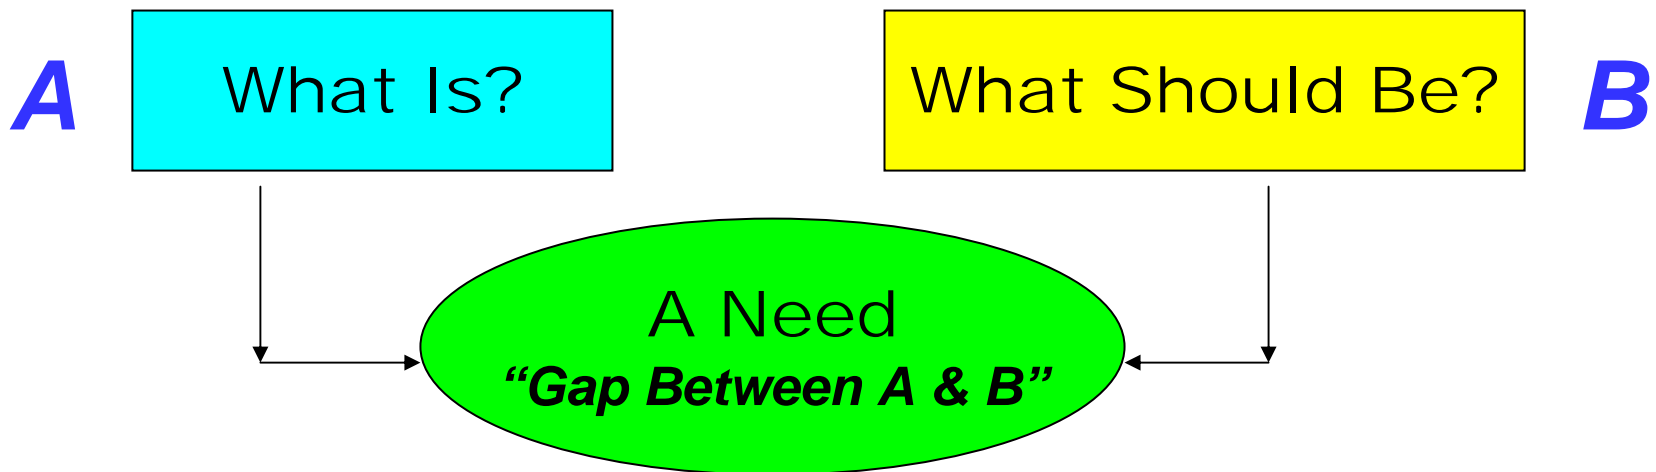 A
What Is?
What Should Be?
B
A Need
“Gap Between A & B”